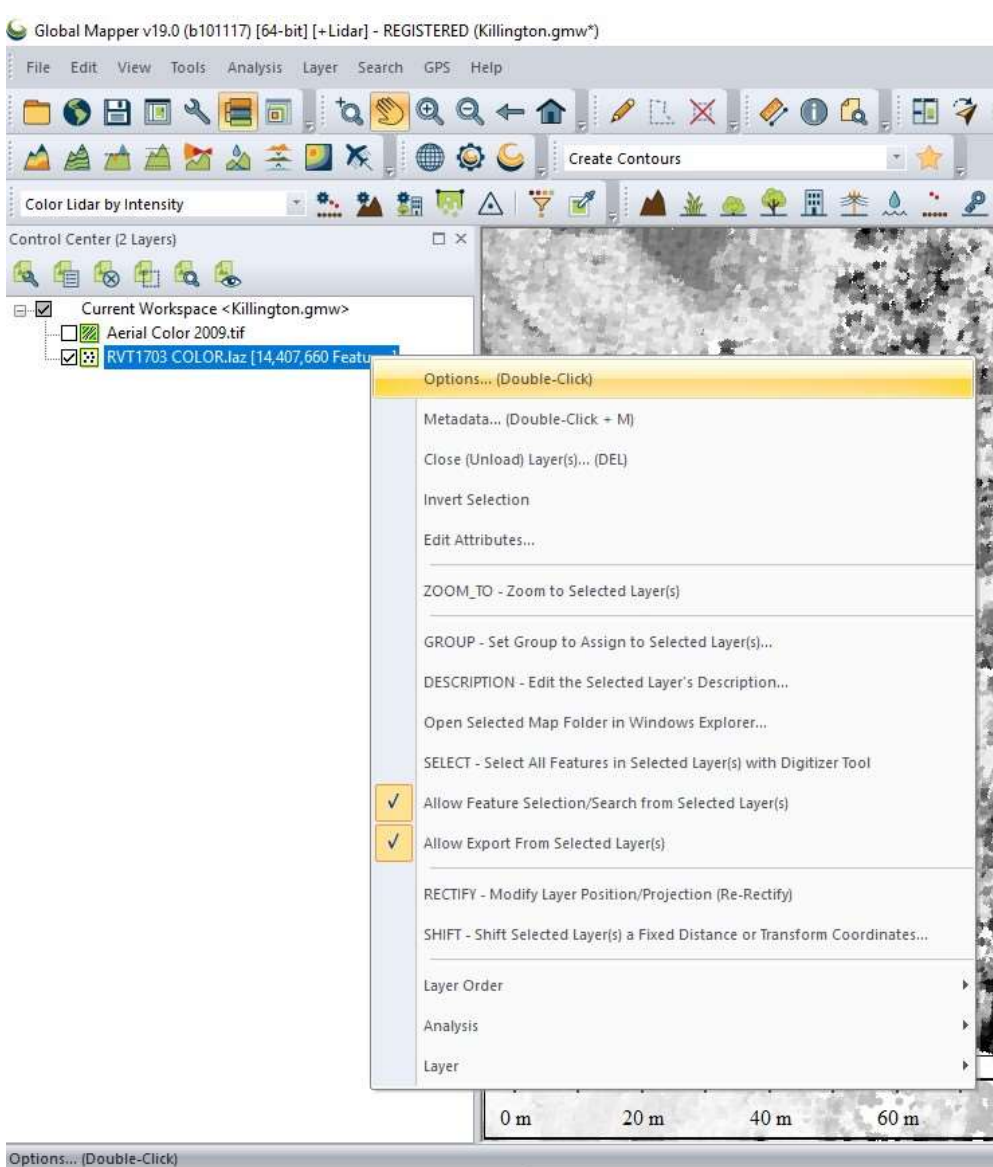 Global Mapper v19.0 (b101117) [64-bit] [+Lidar] - REGISTERED (Killington.gmw*)
File Edit View Tools Analysis Layer Search GPS Help
Create Contours
Color Lidar by Intensity
Control Center (2 Layers)
Current Workspace <Killington.gmw>
Aerial Color 2009.tif
RVT1703 COLOR.laz [14,407,660 Featu
Options... (Double-Click)
Metadata... (Double-Click + M)
Close (Unload) Layer(s)... (DEL)
Invert Selection
Edit Attributes...
ZOOM_TO - Zoom to Selected Layer(s)
GROUP - Set Group to Assign to Selected Layer(s)...
DESCRIPTION - Edit the Selected Layer's Description...
Open Selected Map Folder in Windows Explorer...
SELECT - Select All Features in Selected Layer(s) with Digitizer Tool
Allow Feature Selection/Search from Selected Layer(s)
Allow Export From Selected Layer(s)
RECTIFY - Modify Layer Position/Projection (Re-Rectify)
SHIFT - Shift Selected Layer(s) a Fixed Distance or Transform Coordinates...
Layer Order
Analysis
Layer
0 m 20 m 40 m 60 m
Options... (Double-Click)